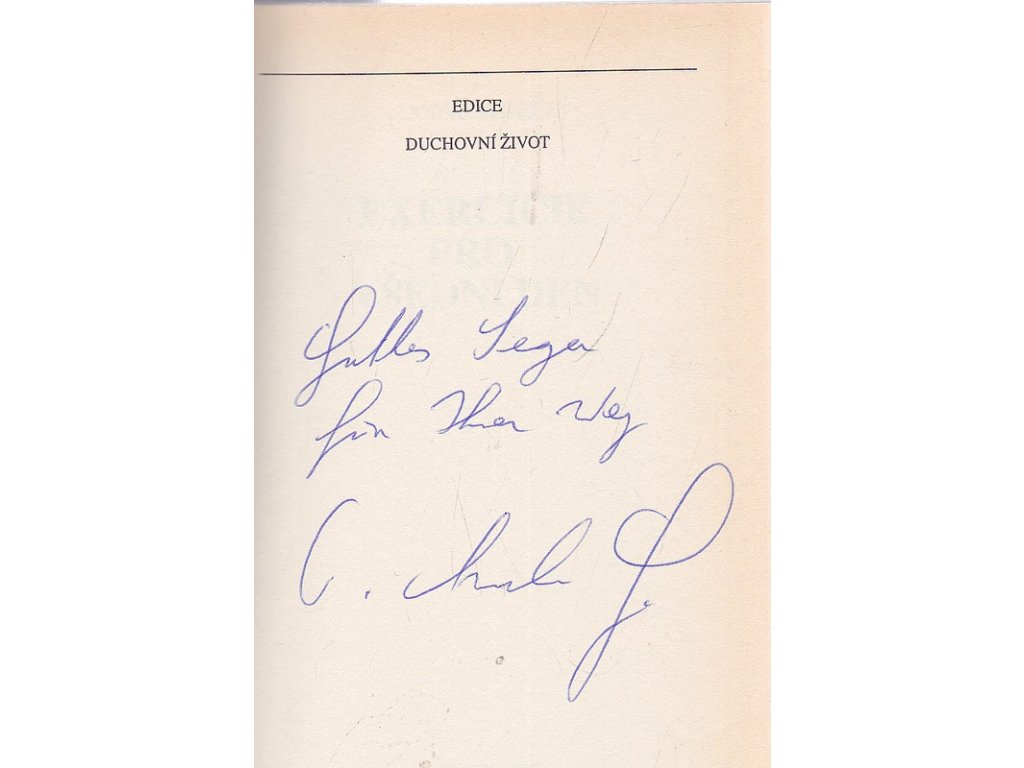 EDICE
DUCHOVNÍ ŽIVOT
Gottes Segen
für Ihren Weg